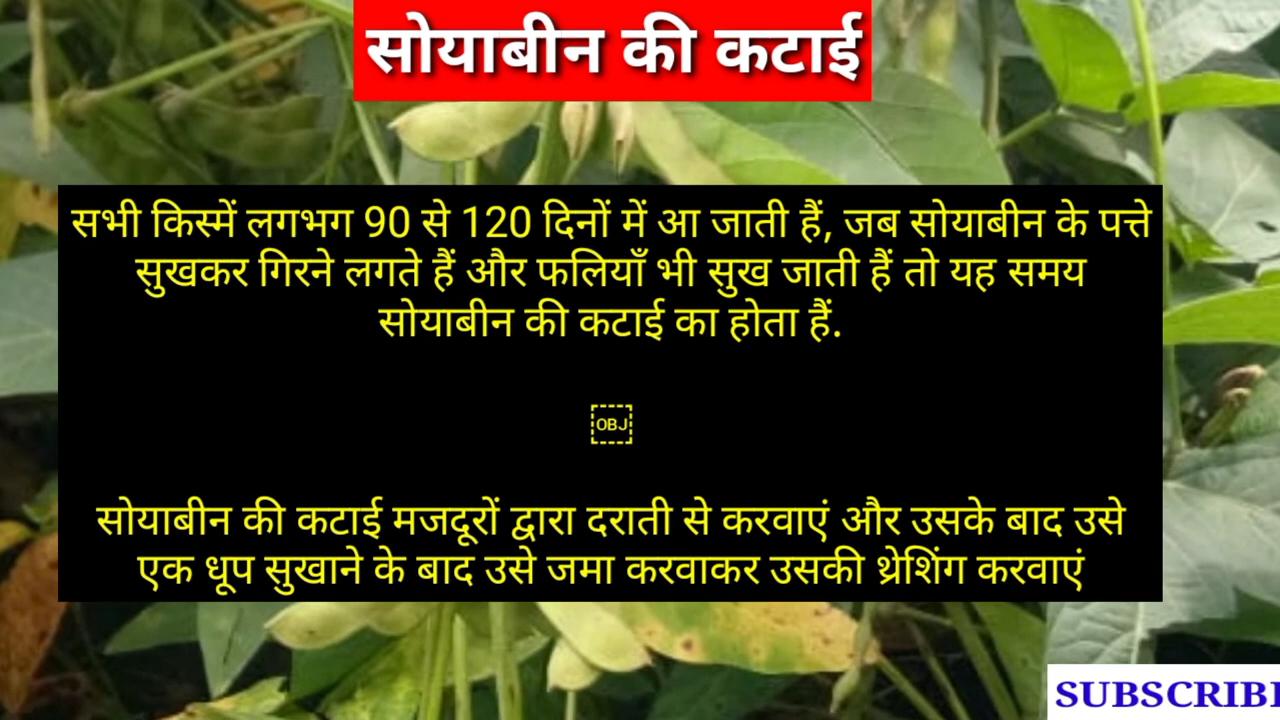 सोयाबीन की कटाई
सभी किस्में लगभग 90 से 120 दिनों में आ जाती हैं, जब सोयाबीन के पत्ते
सुखकर गिरने लगते हैं और फलियाँ भी सुख जाती हैं तो यह समय
सोयाबीन की कटाई का होता हैं.
OBJ
सोयाबीन की कटाई मजदूरों द्वारा दराती से करवाएं और उसके बाद उसे
एक धूप सुखाने के बाद उसे जमा करवाकर उसकी थ्रेशिंग करवाएं
SUBSCRIBE